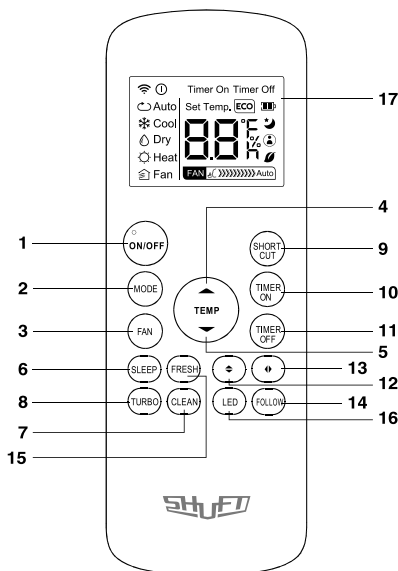 Timer On Timer Off
17
Auto
Set Temp. ECO
Cool
8.8 °F % h
Dry
Heat
Fan
FAN Auto
4
1
ON/OFF
SHORT CUT
9
2
MODE
TEMP
TIMER ON
10
3
FAN
TIMER OFF
11
5
6
SLEEP
FRESH
13
12
8
TURBO
CLEAN
LED
FOLLOW
14
7
16
15
SHUFT